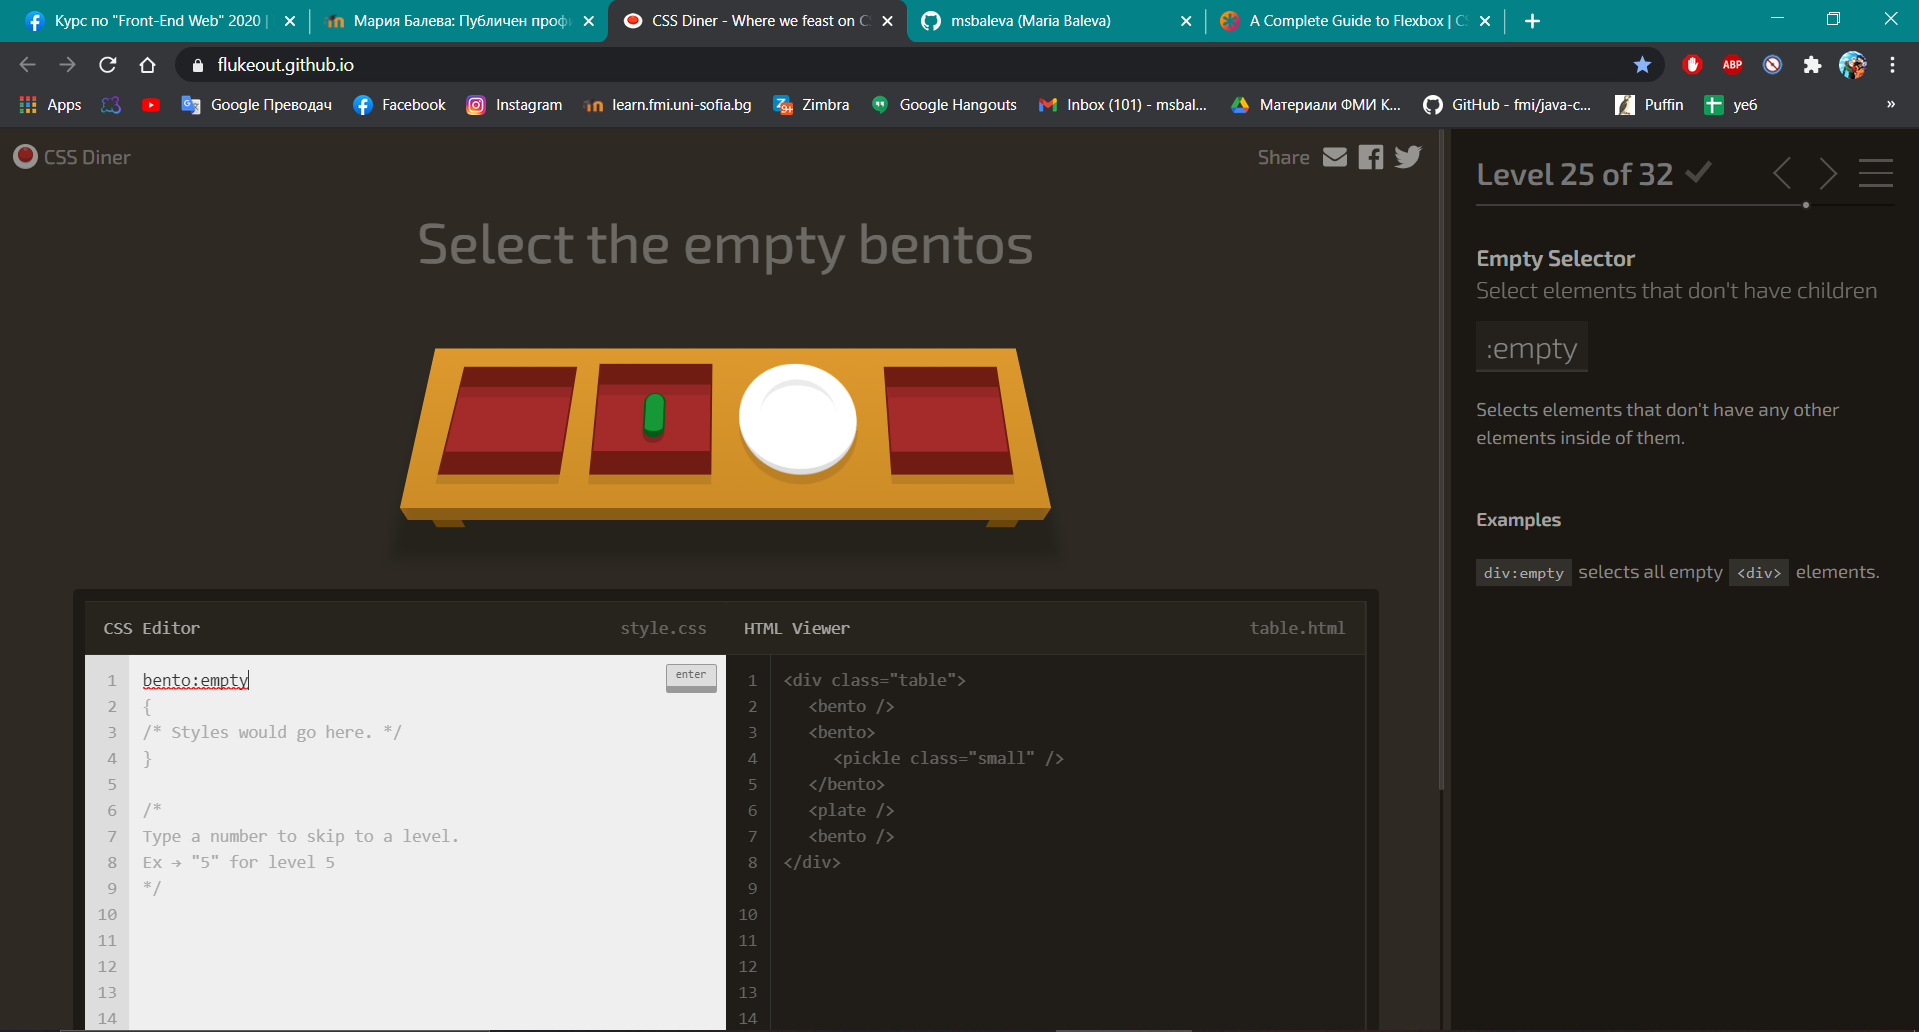 Курс по "Front-End Web" 2020 |
Мария Балева: Публичен проф
CSS Diner - Where we feast on CS
msbaleva (Maria Baleva)
A Complete Guide to Flexbox | CS
flukeout.github.io
ABP
Apps
Google Преводач
Facebook
Instagram
learn.fmi.uni-sofia.bg
Zimbra
Google Hangouts
Inbox (101) - msbal...
Материали ФМИ К...
GitHub - fmi/java-c...
Puffin
уеб
»
CSS Diner
Share
Select the empty bentos
CSS Editor
style.css
1 bento:empty
enter
2 {
3 /* Styles would go here. */
4 }
5
6 /*
7 Type a number to skip to a level.
8 Ex → "5" for level 5
9 */
10
11
12
13
14
HTML Viewer
table.html
1 <div class="table">
2 <bento />
3 <bento>
4 <pickle class="small" />
5 </bento>
6 <plate />
7 <bento />
8 </div>
9
10
11
12
13
14
Level 25 of 32
Empty Selector
Select elements that don't have children
:empty
Selects elements that don't have any other
elements inside of them.
Examples
div:empty selects all empty <div> elements.